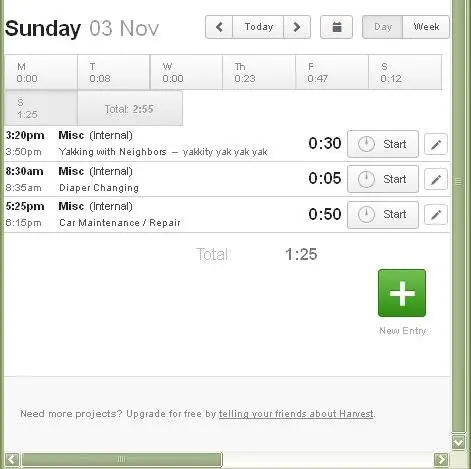 Sunday 03 Nov Today Day Week
M T W Th F S
0:00 0:08 0:00 0:23 0:47 0:12
S
1:25 Total: 2:55
3:20pm Misc (Internal)
3:50pm Yakking with Neighbors – yakkity yak yak yak 0:30 Start
8:30am Misc (Internal)
8:35am Diaper Changing 0:05 Start
5:25pm Misc (Internal)
6:15pm Car Maintenance / Repair 0:50 Start
Total: 1:25
New Entry
Need more projects? Upgrade for free by telling your friends about Harvest.